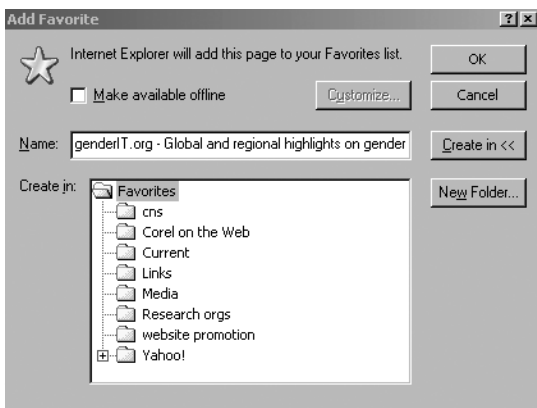 Add Favorite
Internet Explorer will add this page to your Favorites list.
OK
Make available offline
Customize...
Cancel
Name:
genderIT.org - Global and regional highlights on gender
Create in <<
Create in:
Favorites
New Folder...
cns
Corel on the Web
Current
Links
Media
Research orgs
website promotion
Yahoo!